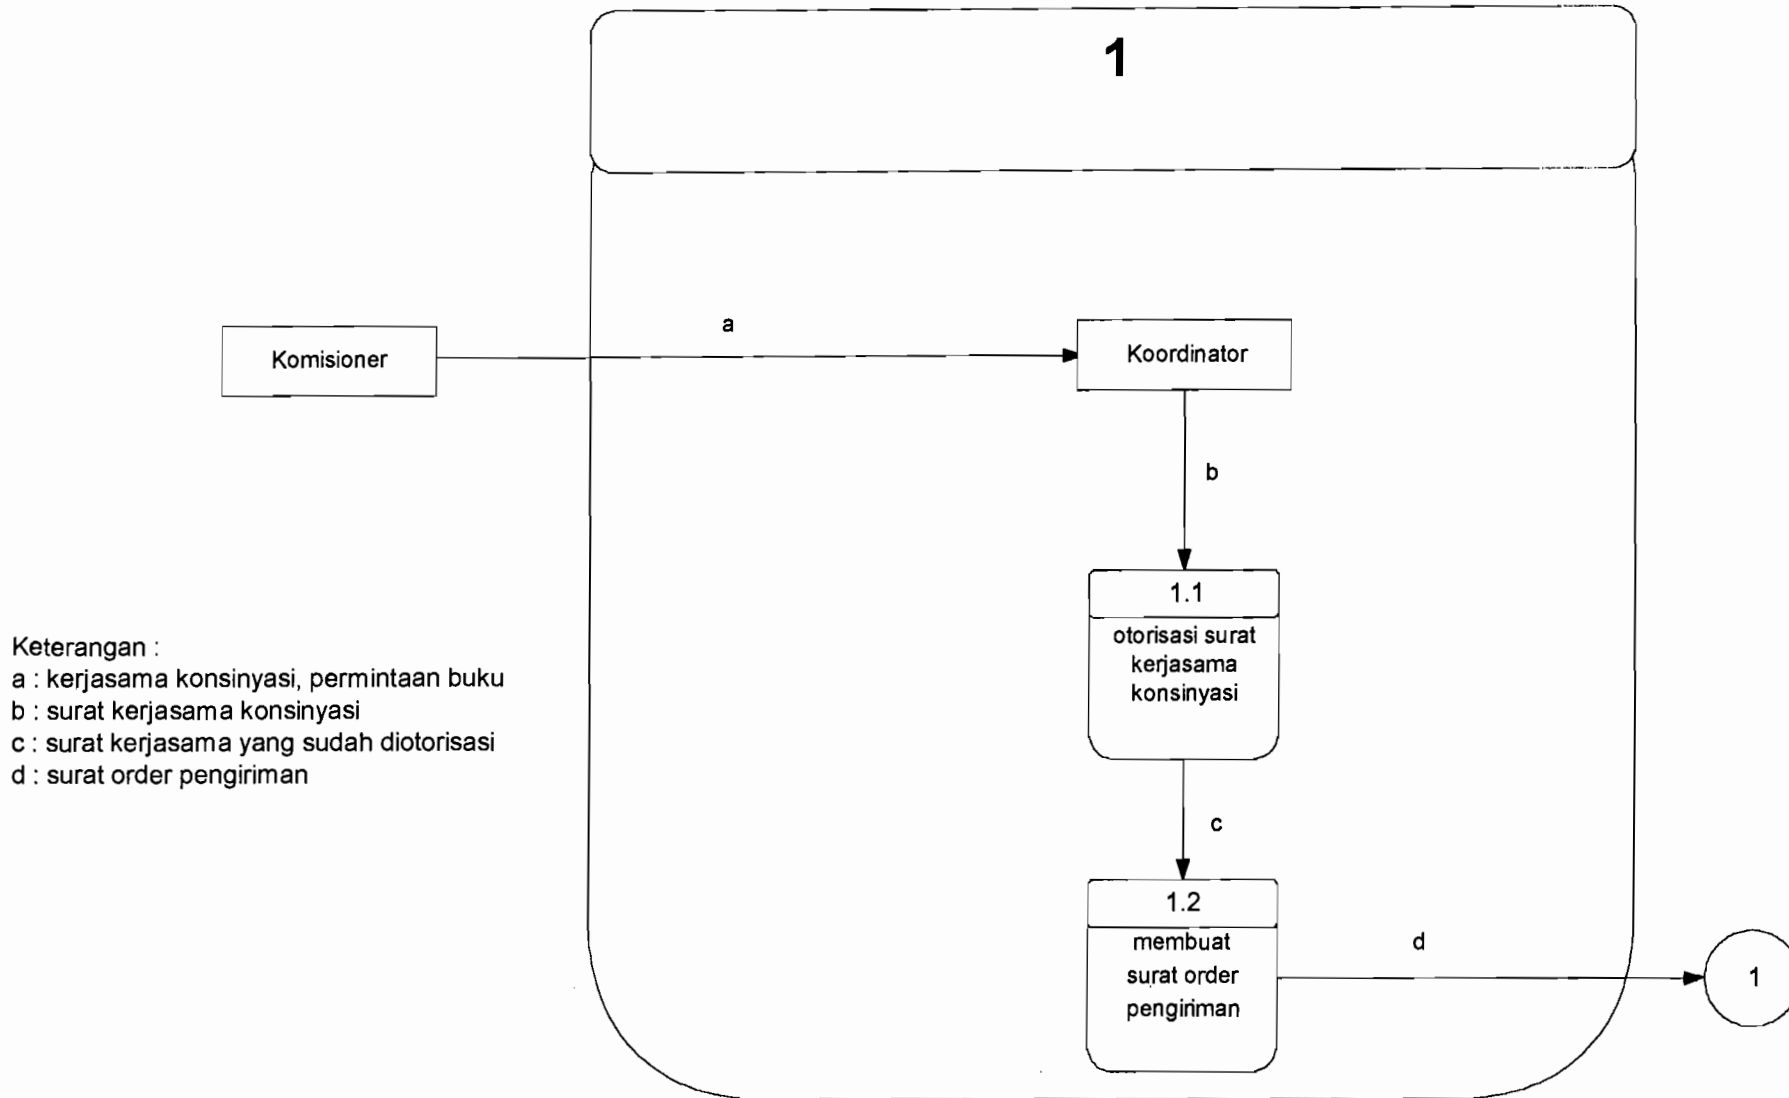 1
a
Komisioner
Koordinator
b
1.1
otorisasi surat
kerjasama
konsinyasi
Keterangan :
a : kerjasama konsinyasi, permintaan buku
b : surat kerjasama konsinyasi
c : surat kerjasama yang sudah diotorisasi
d : surat order pengiriman
c
1.2
membuat
surat order
pengiriman
d
1